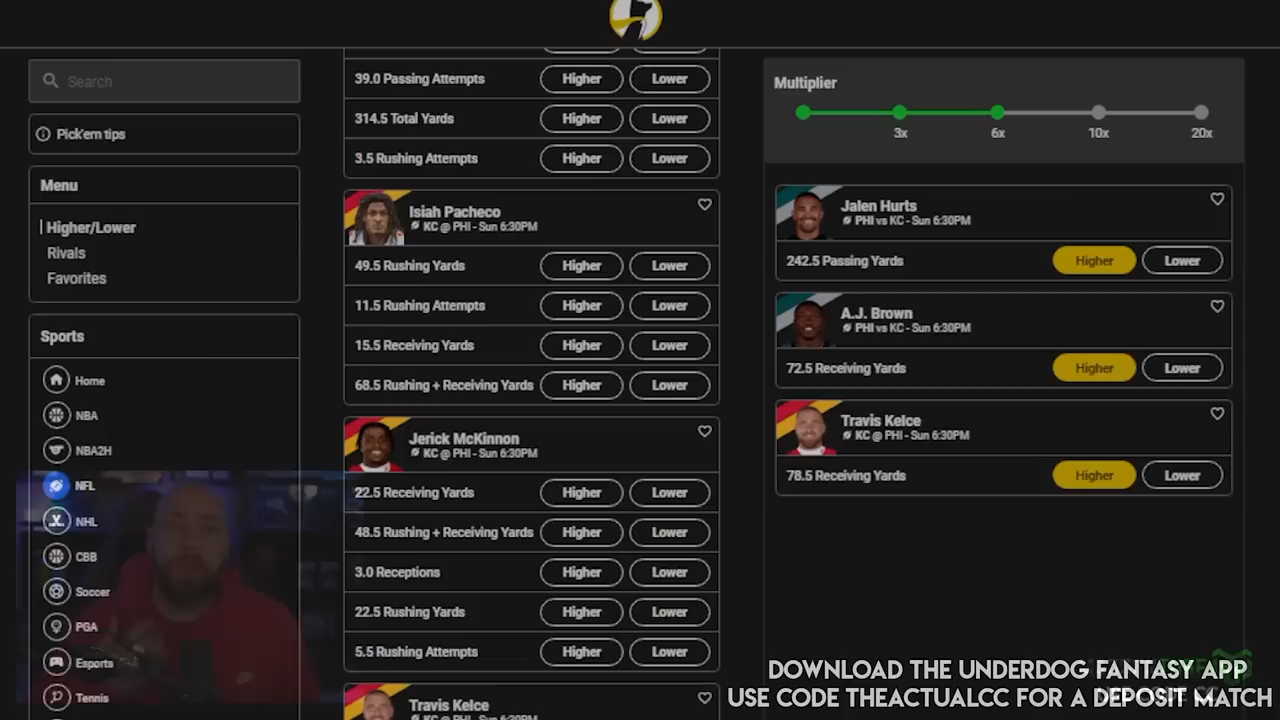 Search
Pick'em tips
Menu
Higher/Lower
Rivals
Favorites
Sports
Home
NBA
NBA2H
NFL
NHL
CBB
Soccer
PGA
Esports
Tennis
39.0 Passing Attempts Higher Lower
314.5 Total Yards Higher Lower
3.5 Rushing Attempts Higher Lower
Isiah Pacheco
KC @ PHI - Sun 6:30PM
49.5 Rushing Yards Higher Lower
11.5 Rushing Attempts Higher Lower
15.5 Receiving Yards Higher Lower
68.5 Rushing + Receiving Yards Higher Lower
Jerick McKinnon
KC @ PHI - Sun 6:30PM
22.5 Receiving Yards Higher Lower
48.5 Rushing + Receiving Yards Higher Lower
3.0 Receptions Higher Lower
22.5 Rushing Yards Higher Lower
5.5 Rushing Attempts Higher Lower
Travis Kelce
KC @ PHI - Sun 6:30PM
Multiplier
3x 6x 10x 20x
Jalen Hurts
PHI vs KC - Sun 6:30PM
242.5 Passing Yards Higher Lower
A.J. Brown
PHI vs KC - Sun 6:30PM
72.5 Receiving Yards Higher Lower
Travis Kelce
KC @ PHI - Sun 6:30PM
78.5 Receiving Yards Higher Lower
DOWNLOAD THE UNDERDOG FANTASY APP
USE CODE THEACTUALCC FOR A DEPOSIT MATCH